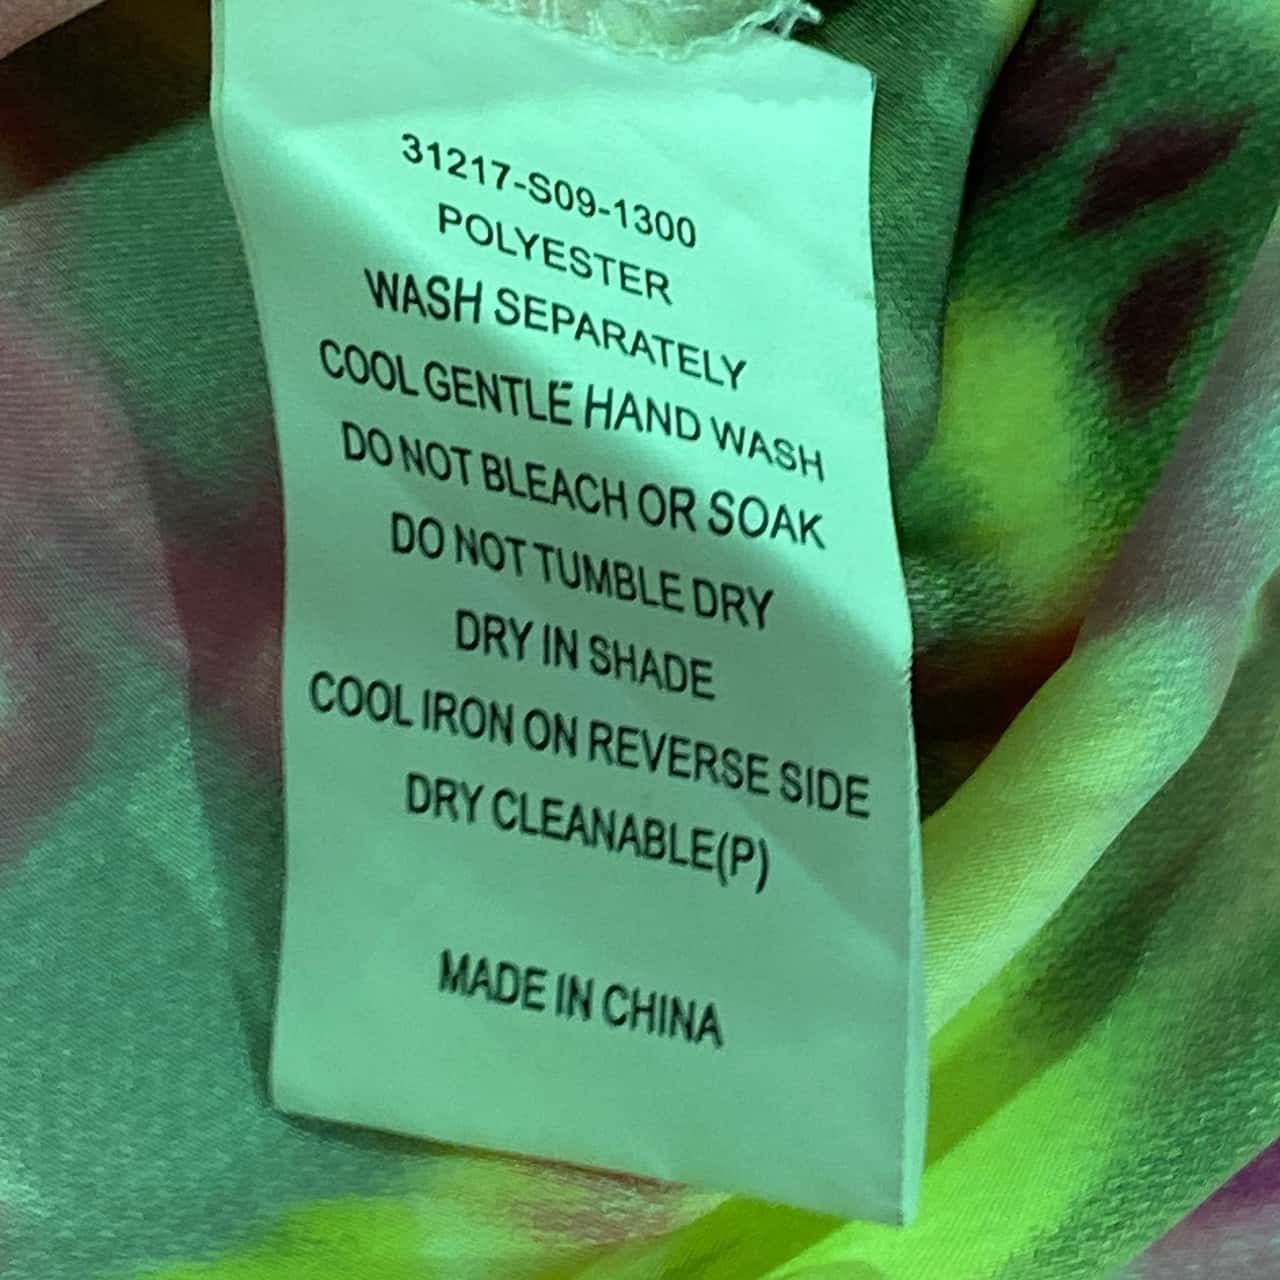 31217-S09-1300
POLYESTER
WASH SEPARATELY
COOL GENTLE HAND WASH
DO NOT BLEACH OR SOAK
DO NOT TUMBLE DRY
DRY IN SHADE
COOL IRON ON REVERSE SIDE
DRY CLEANABLE(P)
MADE IN CHINA